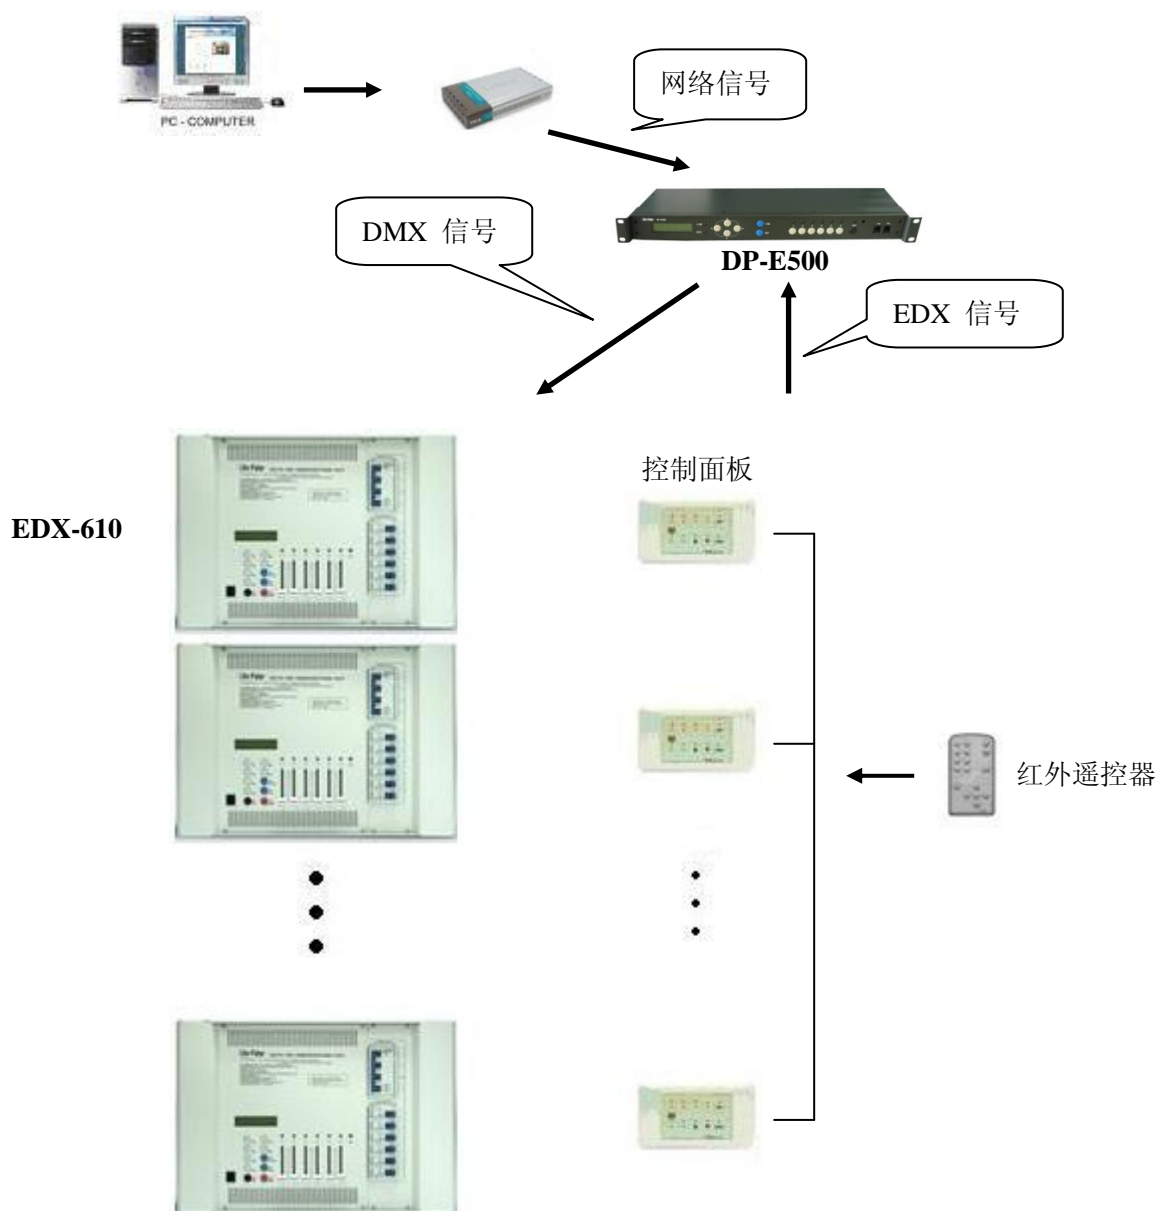 PC - COMPUTER
网络信号
DMX 信号
DP-E500
EDX 信号
控制面板
EDX-610
红外遥控器